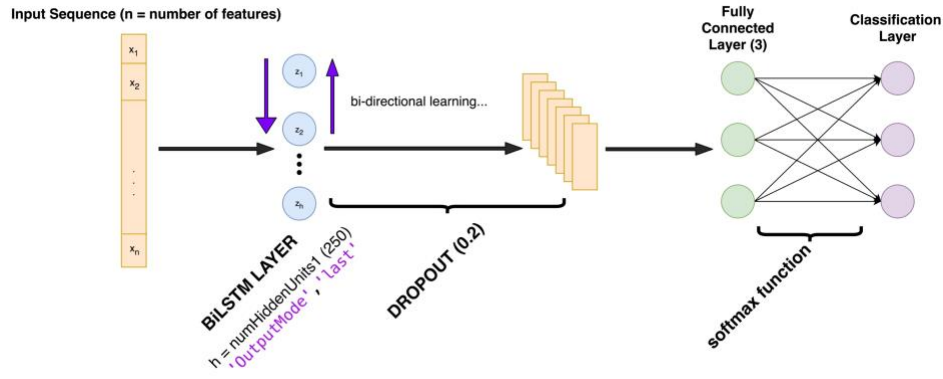 Input Sequence (n = number of features)
x1
x2
.
.
.
xn
z1
z2
zh
bi-directional learning...
BiLSTM LAYER
h = numHiddenUnits1 (250)
'OutputMode','last'
DROPOUT (0.2)
Fully
Connected
Layer (3)
softmax function
Classification
Layer